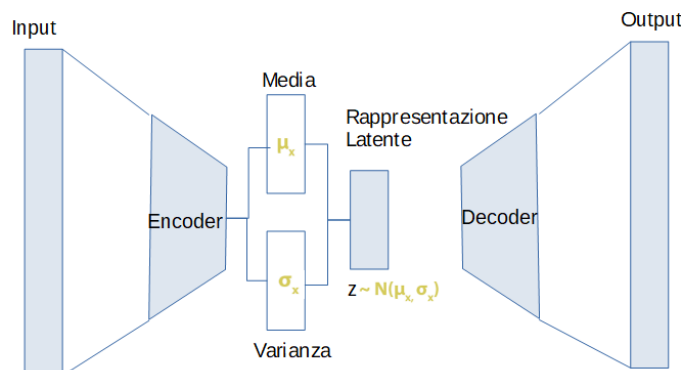 Input
Output
Media
μx
Rappresentazione
Latente
Encoder
Decoder
σx
z ~ N(μx, σx)
Varianza